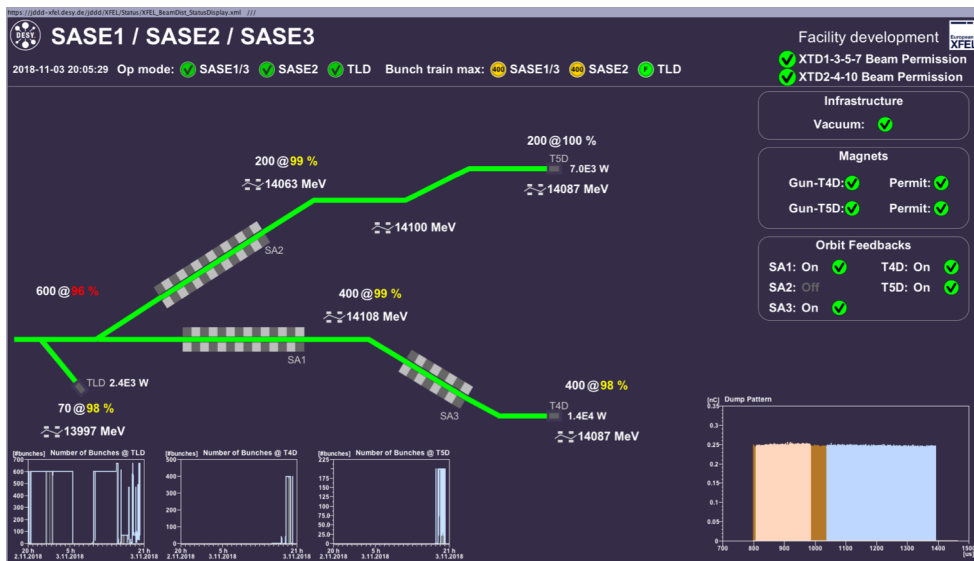 https://jddd-xfel.desy.de/jddd/XFEL/Status/XFEL_BeamDist_StatusDisplay.xml ///
DESY
SASE1 / SASE2 / SASE3
Facility development
European
XFEL
2018-11-03 20:05:29 Op mode: SASE1/3 SASE2 TLD Bunch train max: 400 SASE1/3 400 SASE2 F TLD
XTD1-3-5-7 Beam Permission
XTD2-4-10 Beam Permission
Infrastructure
Vacuum:
Magnets
Gun-T4D: Permit:
Gun-T5D: Permit:
Orbit Feedbacks
SA1: On T4D: On
SA2: Off T5D: On
SA3: On
200@100 %
T5D
7.0E3 W
14087 MeV
200@99 %
14063 MeV
14100 MeV
SA2
600@96 %
400@99 %
14108 MeV
SA1
TLD 2.4E3 W
70@98 %
13997 MeV
SA3
400@98 %
T4D
1.4E4 W
14087 MeV
[#bunches] Number of Bunches @ TLD
700
600
500
400
300
200
100
0
20 h 5 h 21 h
2.11.2018 3.11.2018 3.11.2018
[#bunches] Number of Bunches @ T4D
500
400
300
200
100
0
20 h 5 h 21 h
2.11.2018 3.11.2018 3.11.2018
[#bunches] Number of Bunches @ T5D
225
175
150
125
100
75.0
50.0
25.0
0
20 h 5 h 21 h
2.11.2018 3.11.2018 3.11.2018
[nC] Dump Pattern
0.35
0.3
0.25
0.2
0.15
0.1
0.05
0
700 800 900 1000 1100 1200 1300 1400 1500
[us]